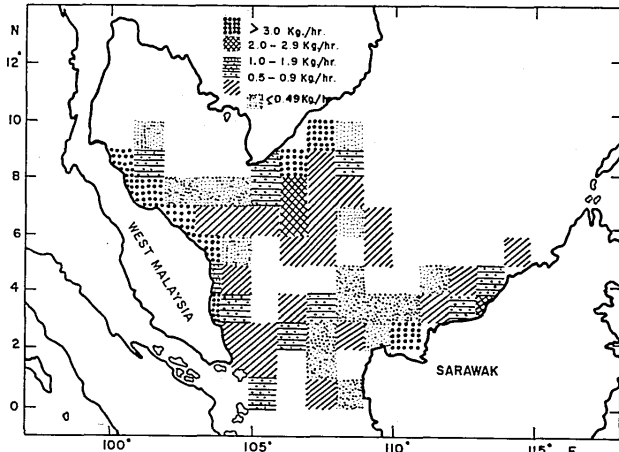 N
12°
10
8
6
4
2
0
> 3.0 Kg./hr.
2.0 - 2.9 Kg/hr.
1.0 - 1.9 Kg/hr.
0.5 - 0.9 Kg/hr.
≤0.49 Kg/hr.
WEST MALAYSIA
SARAWAK
100°
105°
110°
115° E